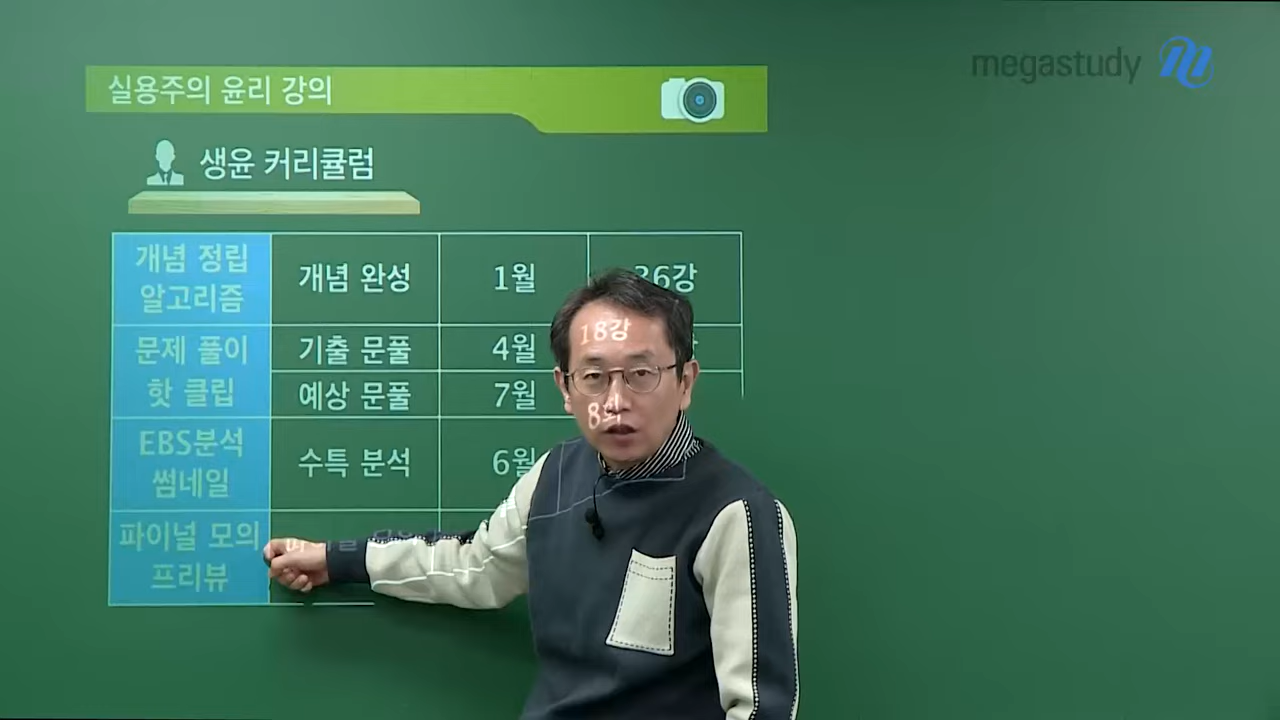 megastudy
실용주의 윤리 강의
생윤 커리큘럼
개념 정립
알고리즘
개념 완성
1월
36강
문제 풀이
핫 클립
기출 문풀
4월
18강
예상 문풀
7월
EBS분석
썸네일
수특 분석
6월
파이널 모의
프리뷰